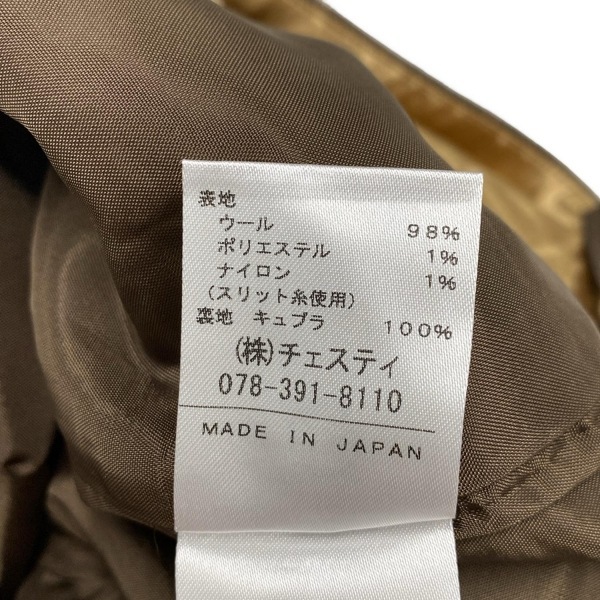 表地
ウール 98%
ポリエステル 1%
ナイロン 1%
(スリット糸使用)
裏地 キュプラ 100%
(株)チェスティ
078-391-8110
MADE IN JAPAN